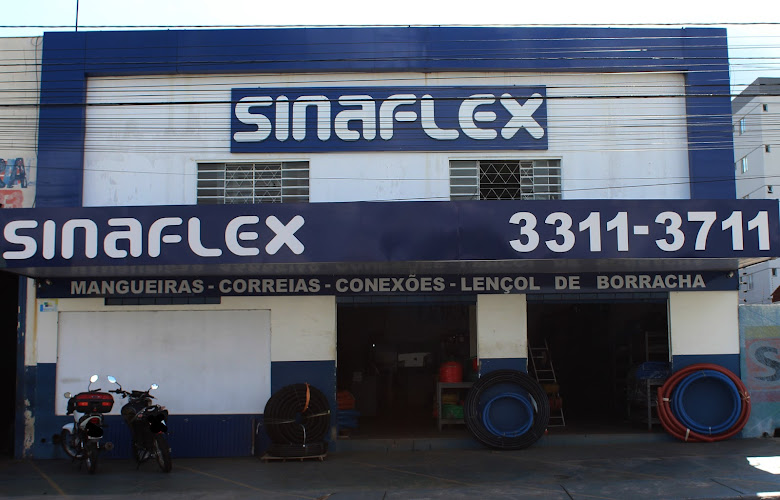 SINAFLEX
SINAFLEX 3311-3711
MANGUEIRAS - CORREIAS - CONEXÕES - LENÇOL DE BORRACHA